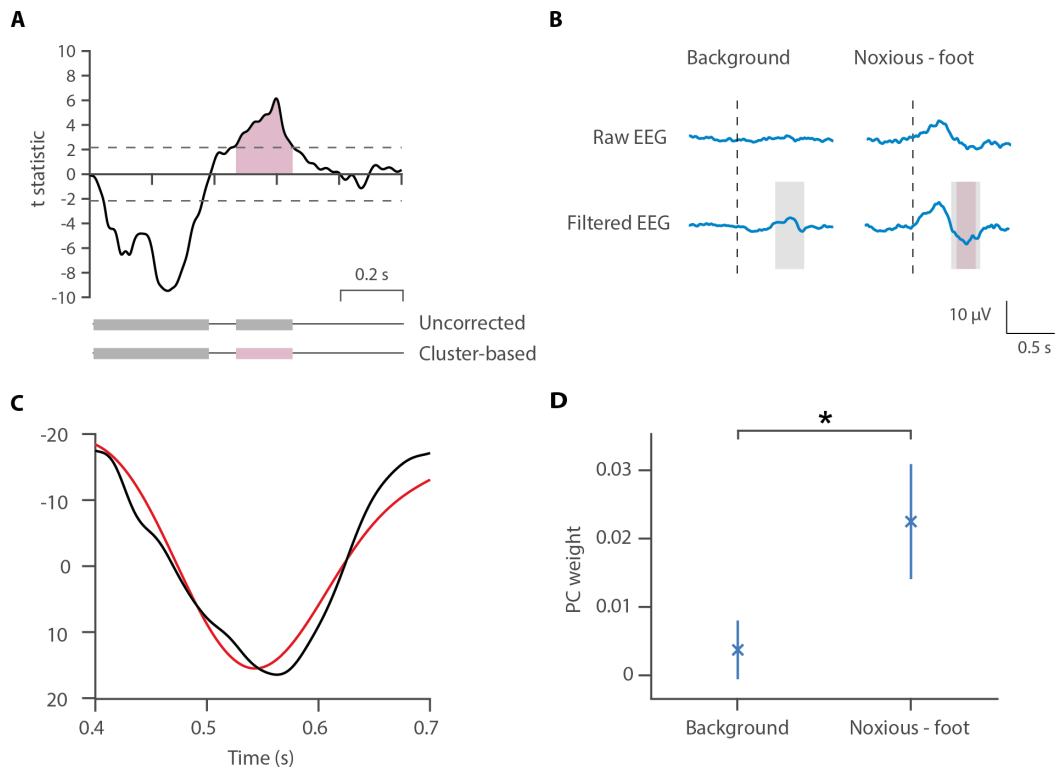 A
10
8
6
4
2
0
-2
-4
-6
-8
-10
t statistic
0.2 s
Uncorrected
Cluster-based
B
Background
Noxious - foot
Raw EEG
Filtered EEG
10 µV
0.5 s
C
-20
-10
0
10
20
0.4
0.5
0.6
0.7
Time (s)
D
*
0.03
0.02
0.01
0
PC weight
Background
Noxious - foot